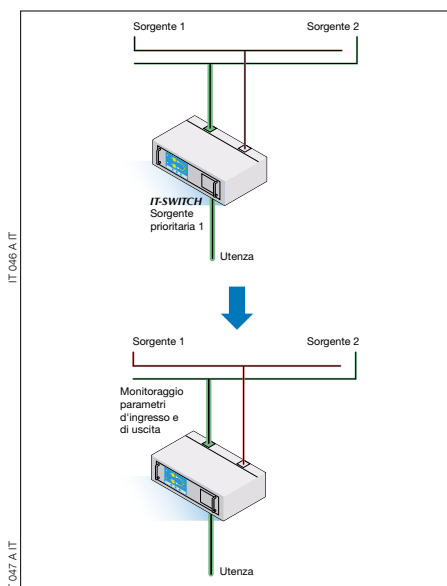 Sorgente 1
Sorgente 2
IT-SWITCH
Sorgente
prioritaria 1
Utenza
IT 046 A IT
Sorgente 1
Sorgente 2
Monitoraggio
parametri
d'ingresso e
di uscita
Utenza
047 A IT